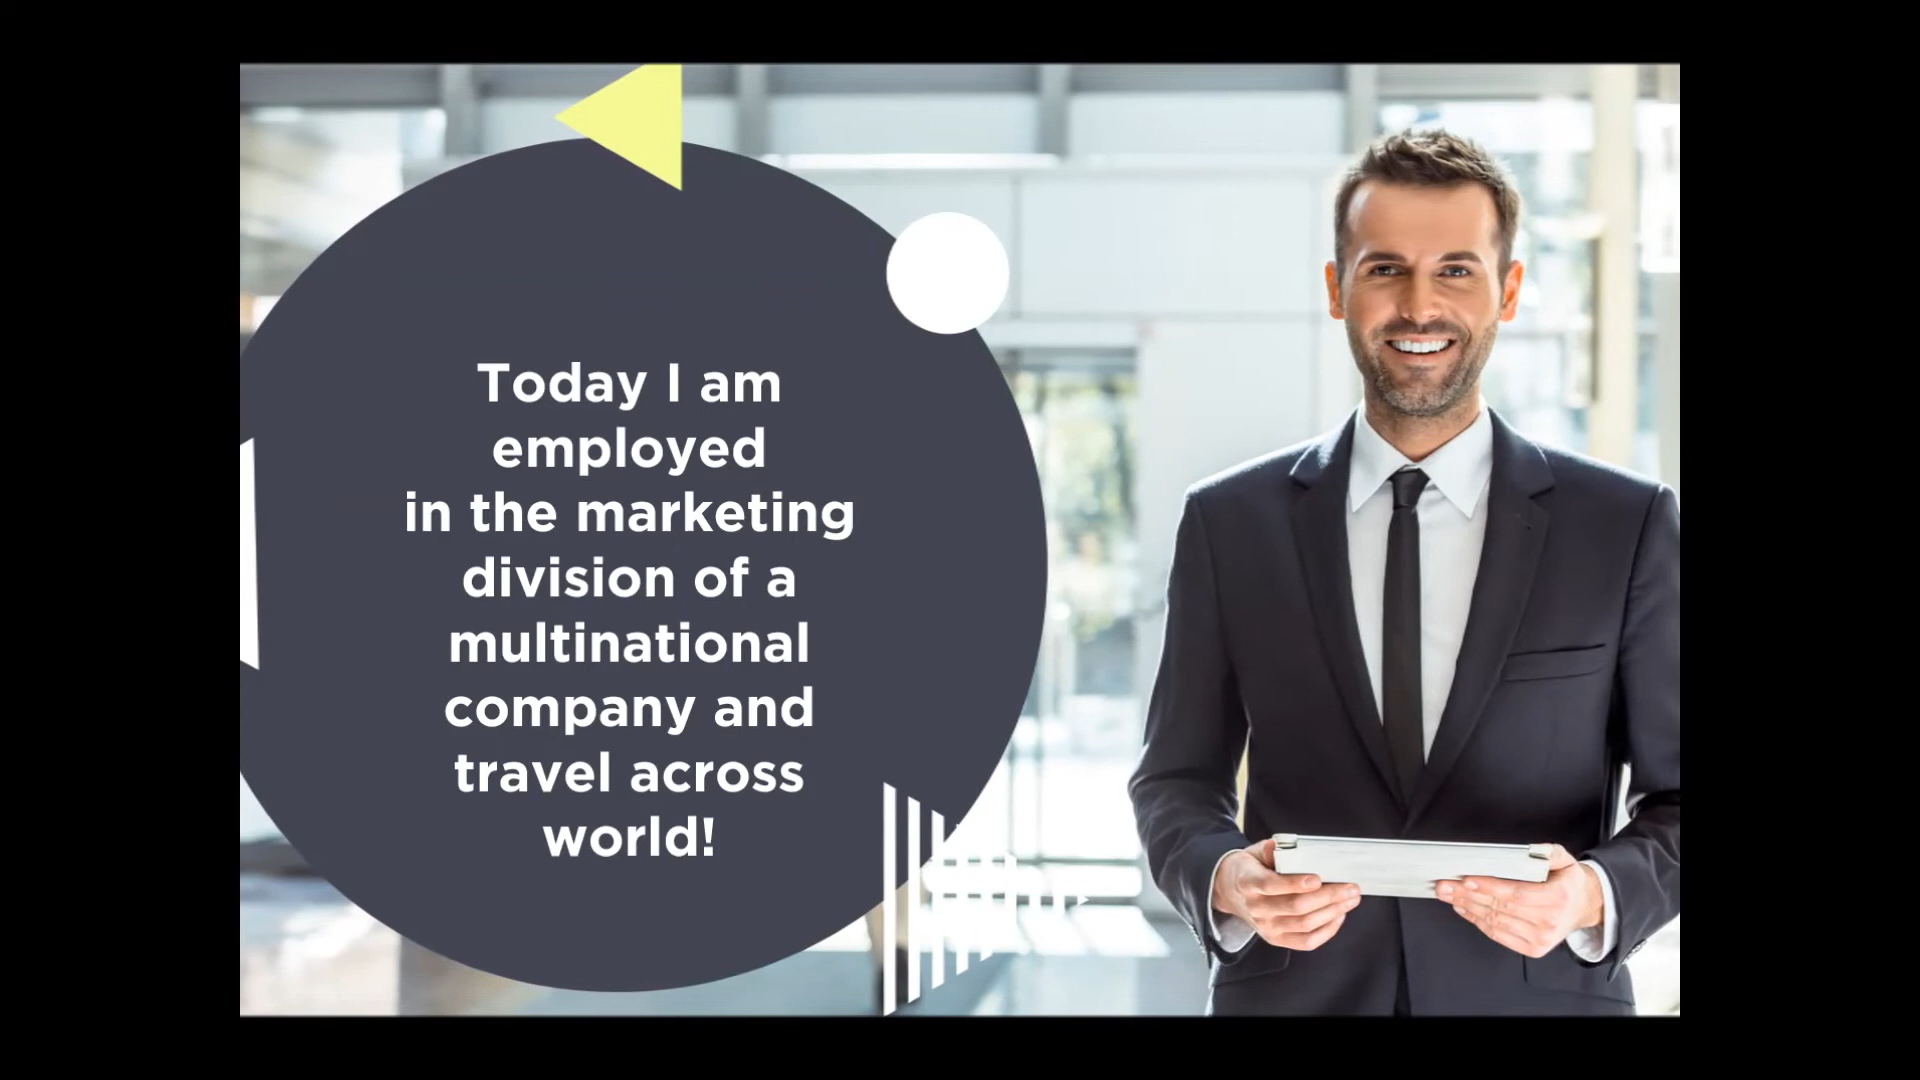 Today I am
employed
in the marketing
division of a
multinational
company and
travel across
world!